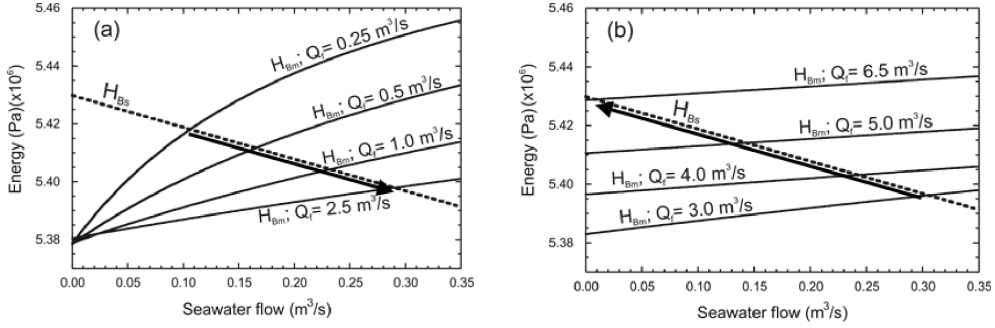 (a)
H_Bm; Q_f= 0.25 m³/s
H_Bs
H_Bm; Q_f= 0.5 m³/s
H_Bm; Q_f= 1.0 m³/s
H_Bm; Q_f= 2.5 m³/s
Energy (Pa)(x10⁶)
5.46
5.44
5.42
5.40
5.38
0.00 0.05 0.10 0.15 0.20 0.25 0.30 0.35
Seawater flow (m³/s)
(b)
H_Bm; Q_f= 6.5 m³/s
H_Bs
H_Bm; Q_f= 5.0 m³/s
H_Bm; Q_f= 4.0 m³/s
H_Bm; Q_f= 3.0 m³/s
Energy (Pa) (x10⁶)
5.46
5.44
5.43
5.40
5.38
0.00 0.05 0.10 0.15 0.20 0.25 0.30 0.35
Seawater flow (m³/s)